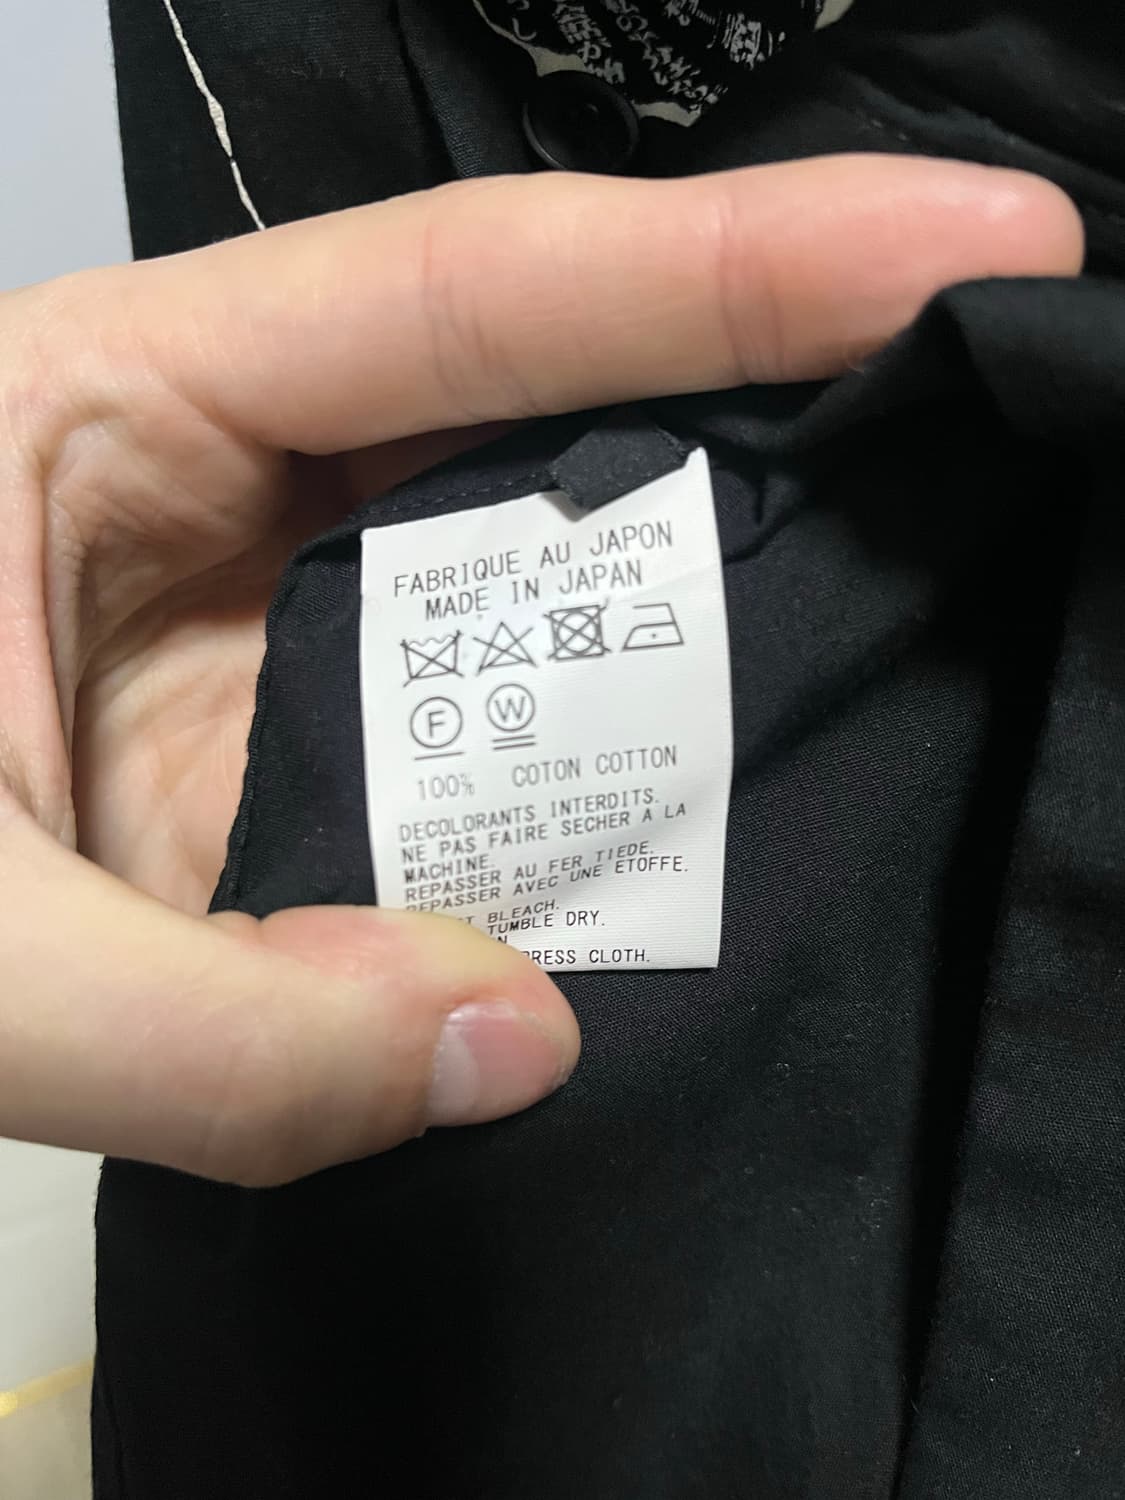 FABRIQUE AU JAPON
MADE IN JAPAN
F W
100% COTON COTTON
DECOLORANTS INTERDITS.
NE PAS FAIRE SECHER A LA
MACHINE.
REPASSER AU FER TIEDE.
REPASSER AVEC UNE ETOFFE.
BLEACH.
TUMBLE DRY.
CLOTH.